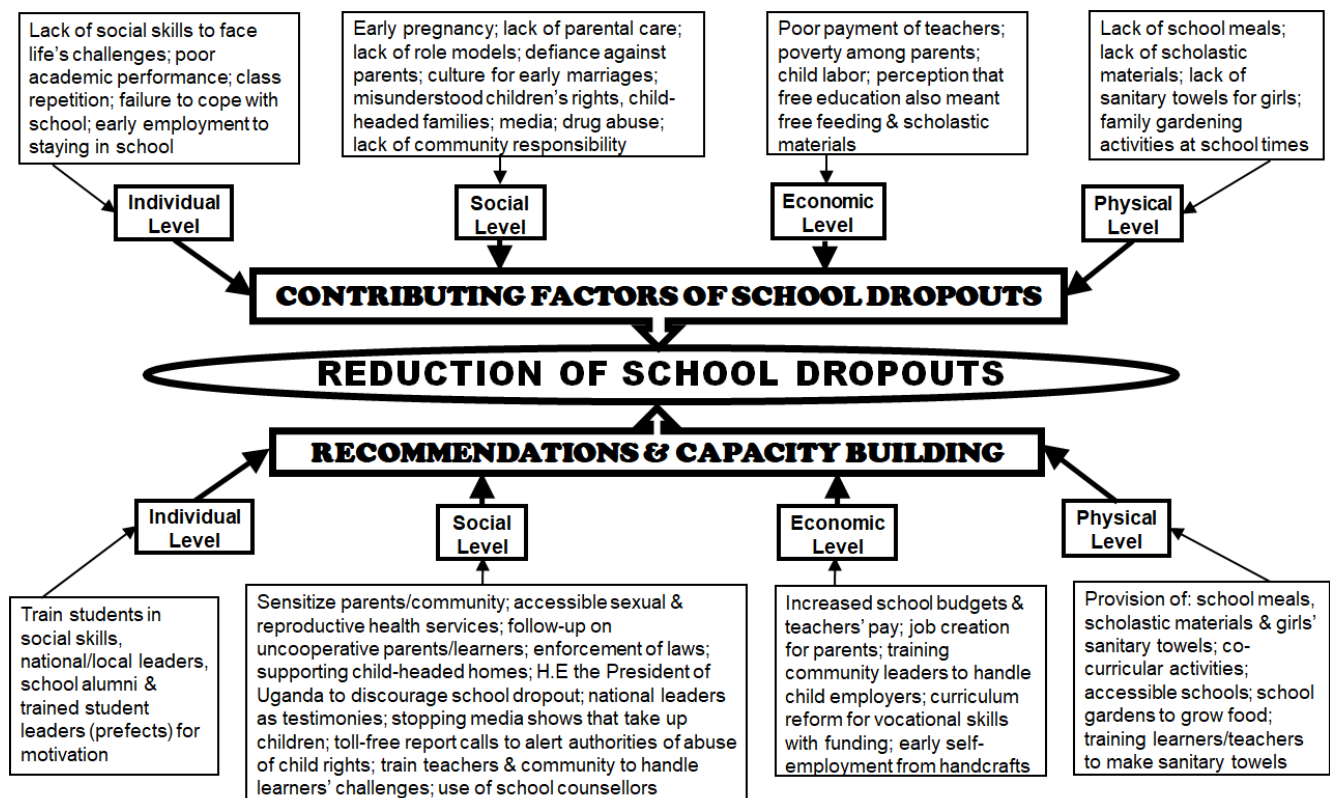 Lack of social skills to face
life's challenges; poor
academic performance; class
repetition; failure to cope with
school; early employment to
staying in school
Early pregnancy; lack of parental care;
lack of role models; defiance against
parents; culture for early marriages;
misunderstood children's rights, child-
headed families; media; drug abuse;
lack of community responsibility
Poor payment of teachers;
poverty among parents;
child labor; perception that
free education also meant
free feeding & scholastic
materials
Lack of school meals;
lack of scholastic
materials; lack of
sanitary towels for girls;
family gardening
activities at school times
Individual
Level
Social
Level
Economic
Level
Physical
Level
CONTRIBUTING FACTORS OF SCHOOL DROPOUTS
REDUCTION OF SCHOOL DROPOUTS
RECOMMENDATIONS & CAPACITY BUILDING
Individual
Level
Social
Level
Economic
Level
Physical
Level
Train students in
social skills,
national/local leaders,
school alumni &
trained student
leaders (prefects) for
motivation
Sensitize parents/community; accessible sexual &
reproductive health services; follow-up on
uncooperative parents/learners; enforcement of laws;
supporting child-headed homes; H.E the President of
Uganda to discourage school dropout; national leaders
as testimonies; stopping media shows that take up
children; toll-free report calls to alert authorities of abuse
of child rights; train teachers & community to handle
learners' challenges; use of school counsellors
Increased school budgets &
teachers' pay; job creation
for parents; training
community leaders to handle
child employers; curriculum
reform for vocational skills
with funding; early self-
employment from handcrafts
Provision of: school meals,
scholastic materials & girls'
sanitary towels; co-
curricular activities;
accessible schools; school
gardens to grow food;
training learners/teachers
to make sanitary towels